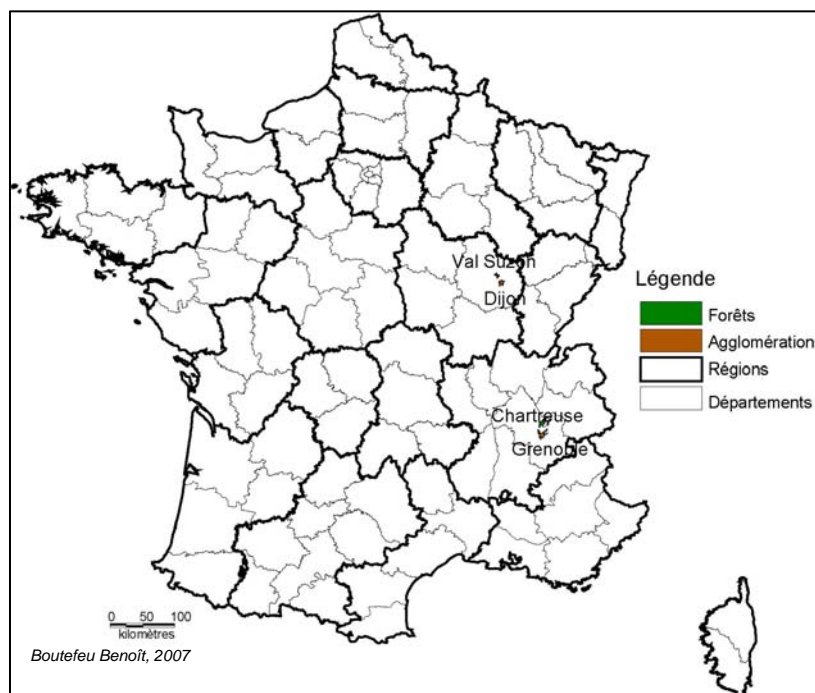 Val Suzon
Dijon
Chartreuse
Grenoble
Légende
Forêts
Agglomération
Régions
Départements
0 50 100
kilomètres
Boutefeu Benoît, 2007